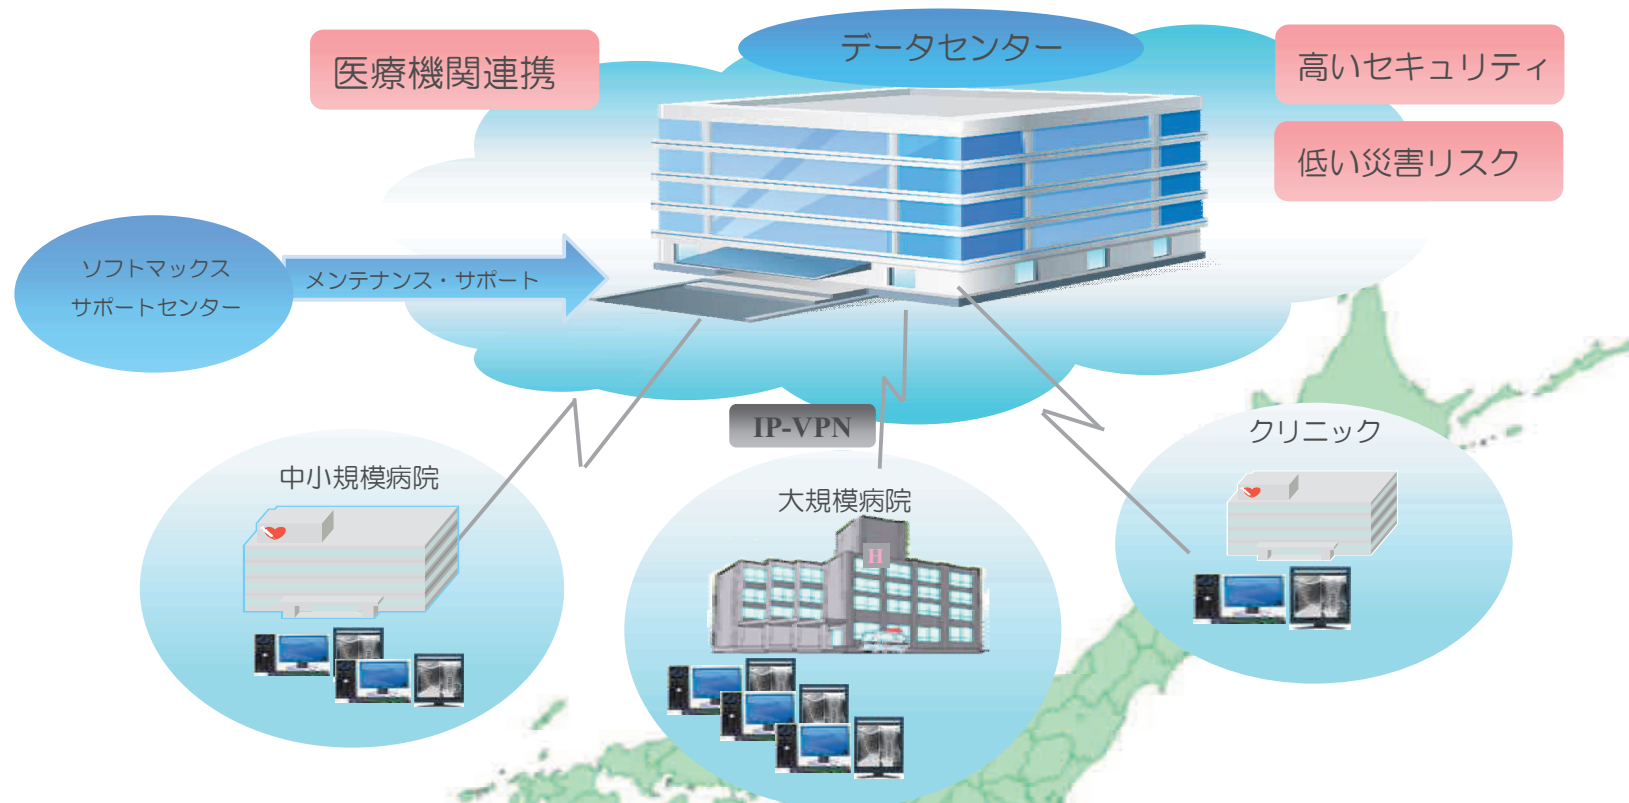 データセンター
医療機関連携
高いセキュリティ
低い災害リスク
ソフトマックス
サポートセンター
メンテナンス・サポート
IP-VPN
中小規模病院
大規模病院
H
クリニック